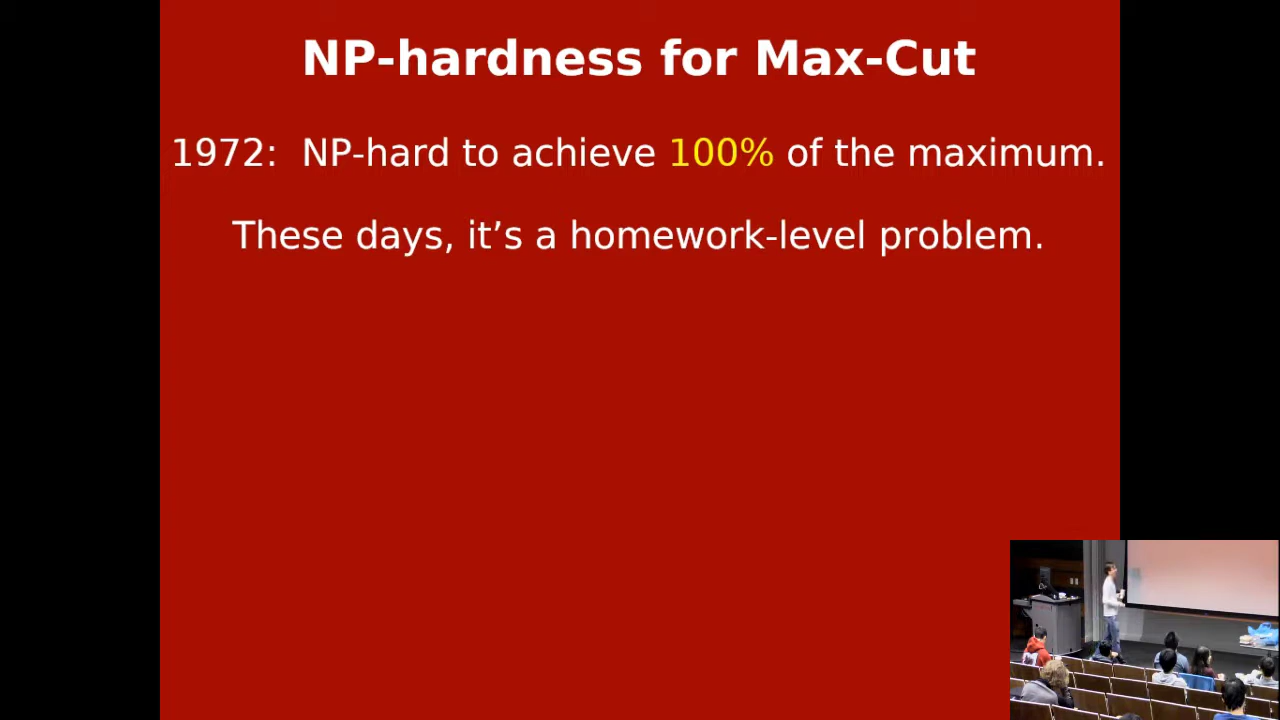 NP-hardness for Max-Cut
1972: NP-hard to achieve 100% of the maximum.
These days, it’s a homework-level problem.